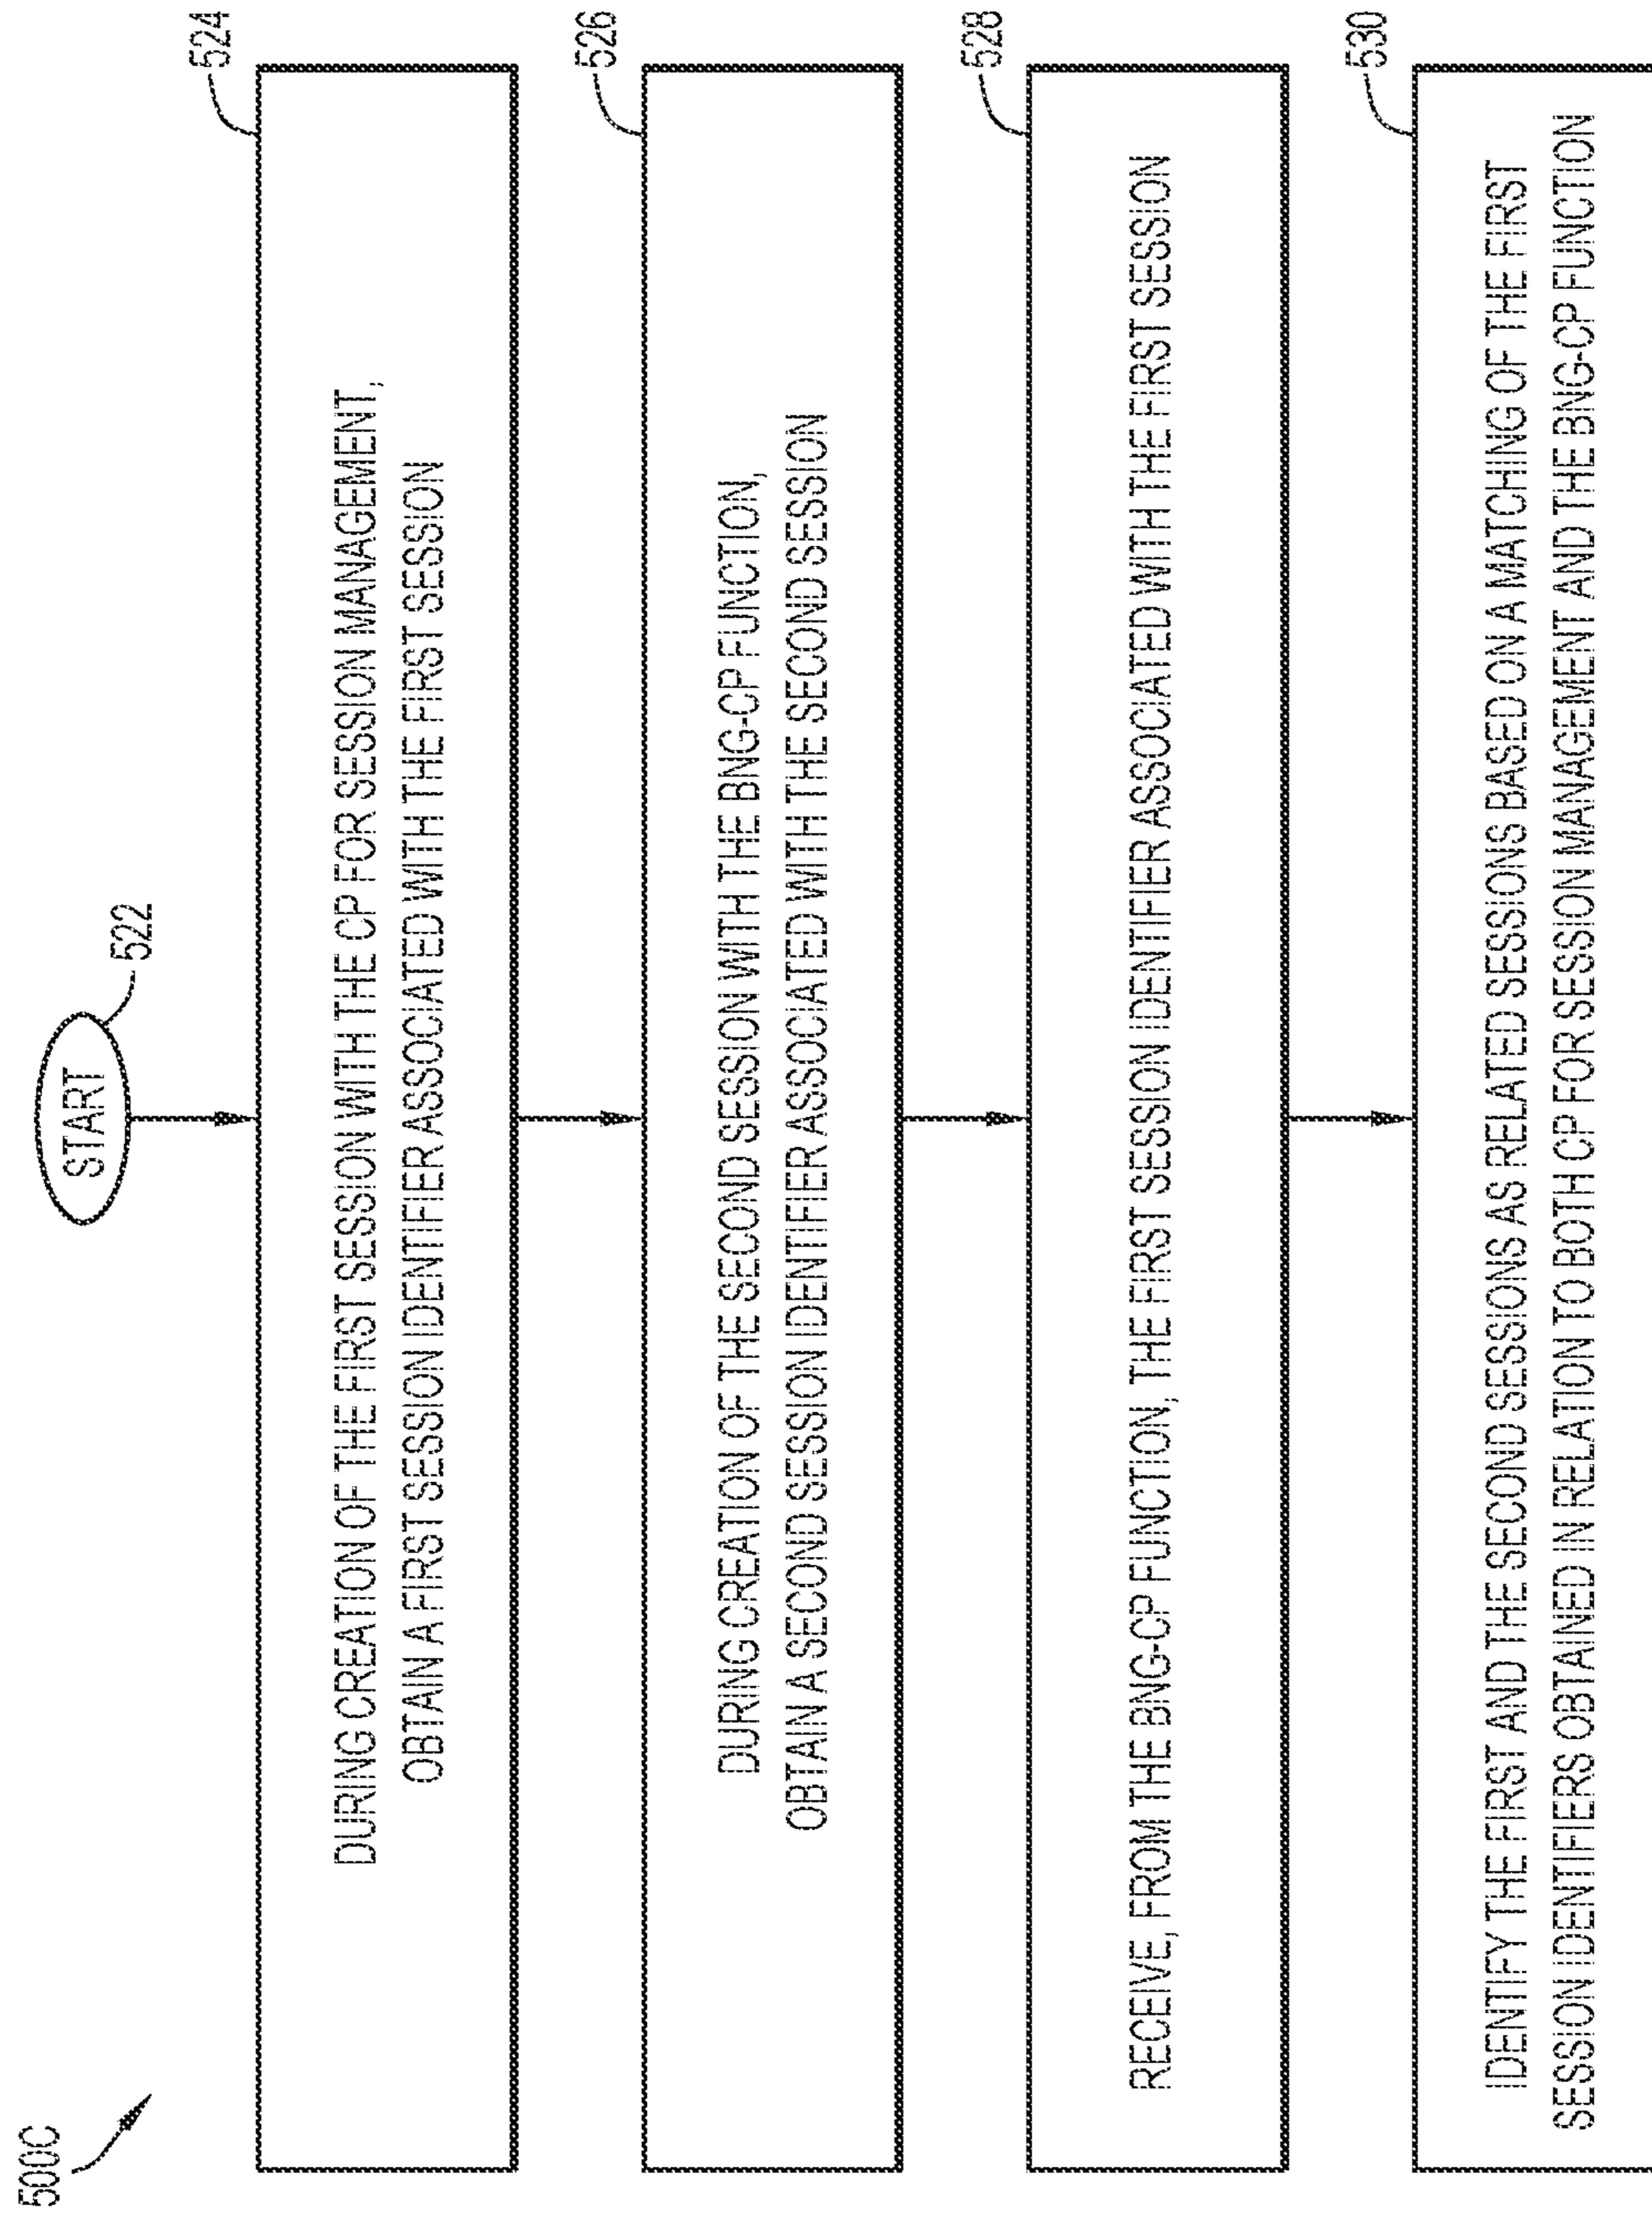 500C
START
522
524
DURING CREATION OF THE FIRST SESSION WITH THE CP FOR SESSION MANAGEMENT,
OBTAIN A FIRST SESSION IDENTIFIER ASSOCIATED WITH THE FIRST SESSION
526
DURING CREATION OF THE SECOND SESSION WITH THE BNG-CP FUNCTION,
OBTAIN A SECOND SESSION IDENTIFIER ASSOCIATED WITH THE SECOND SESSION
528
RECEIVE, FROM THE BNG-CP FUNCTION, THE FIRST SESSION IDENTIFIER ASSOCIATED WITH THE FIRST SESSION
530
IDENTIFY THE FIRST AND THE SECOND SESSIONS AS RELATED SESSIONS BASED ON A MATCHING OF THE FIRST
SESSION IDENTIFIERS OBTAINED IN RELATION TO BOTH CP FOR SESSION MANAGEMENT AND THE BNG-CP FUNCTION